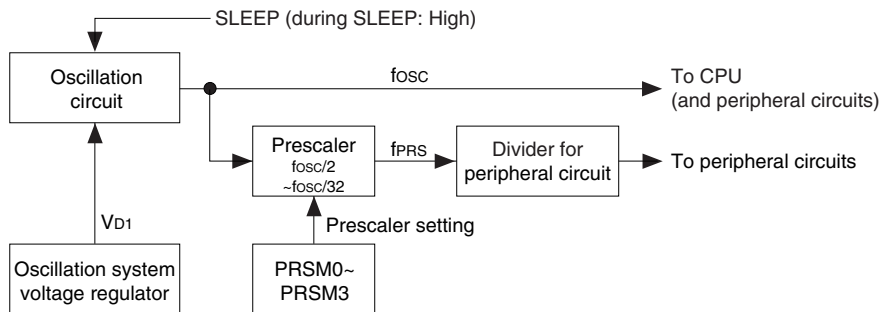 SLEEP (during SLEEP: High)
Oscillation
circuit
fOSC
To CPU
(and peripheral circuits)
Prescaler
fosc/2
~fosc/32
fPRS
Divider for
peripheral circuit
To peripheral circuits
VD1
Prescaler setting
Oscillation system
voltage regulator
PRSM0~
PRSM3